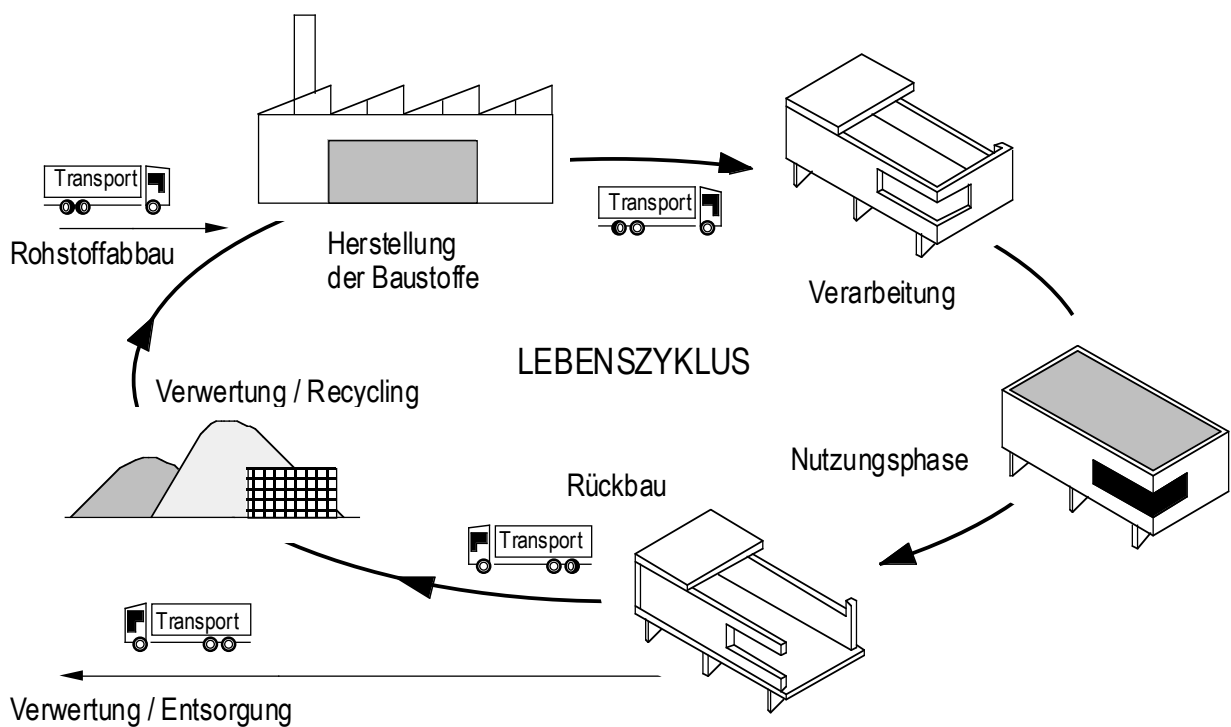 Transport
Rohstoffabbau
Herstellung
der Baustoffe
Transport
Verarbeitung
LEBENSZYKLUS
Verwertung / Recycling
Nutzungsphase
Rückbau
Transport
Transport
Verwertung / Entsorgung